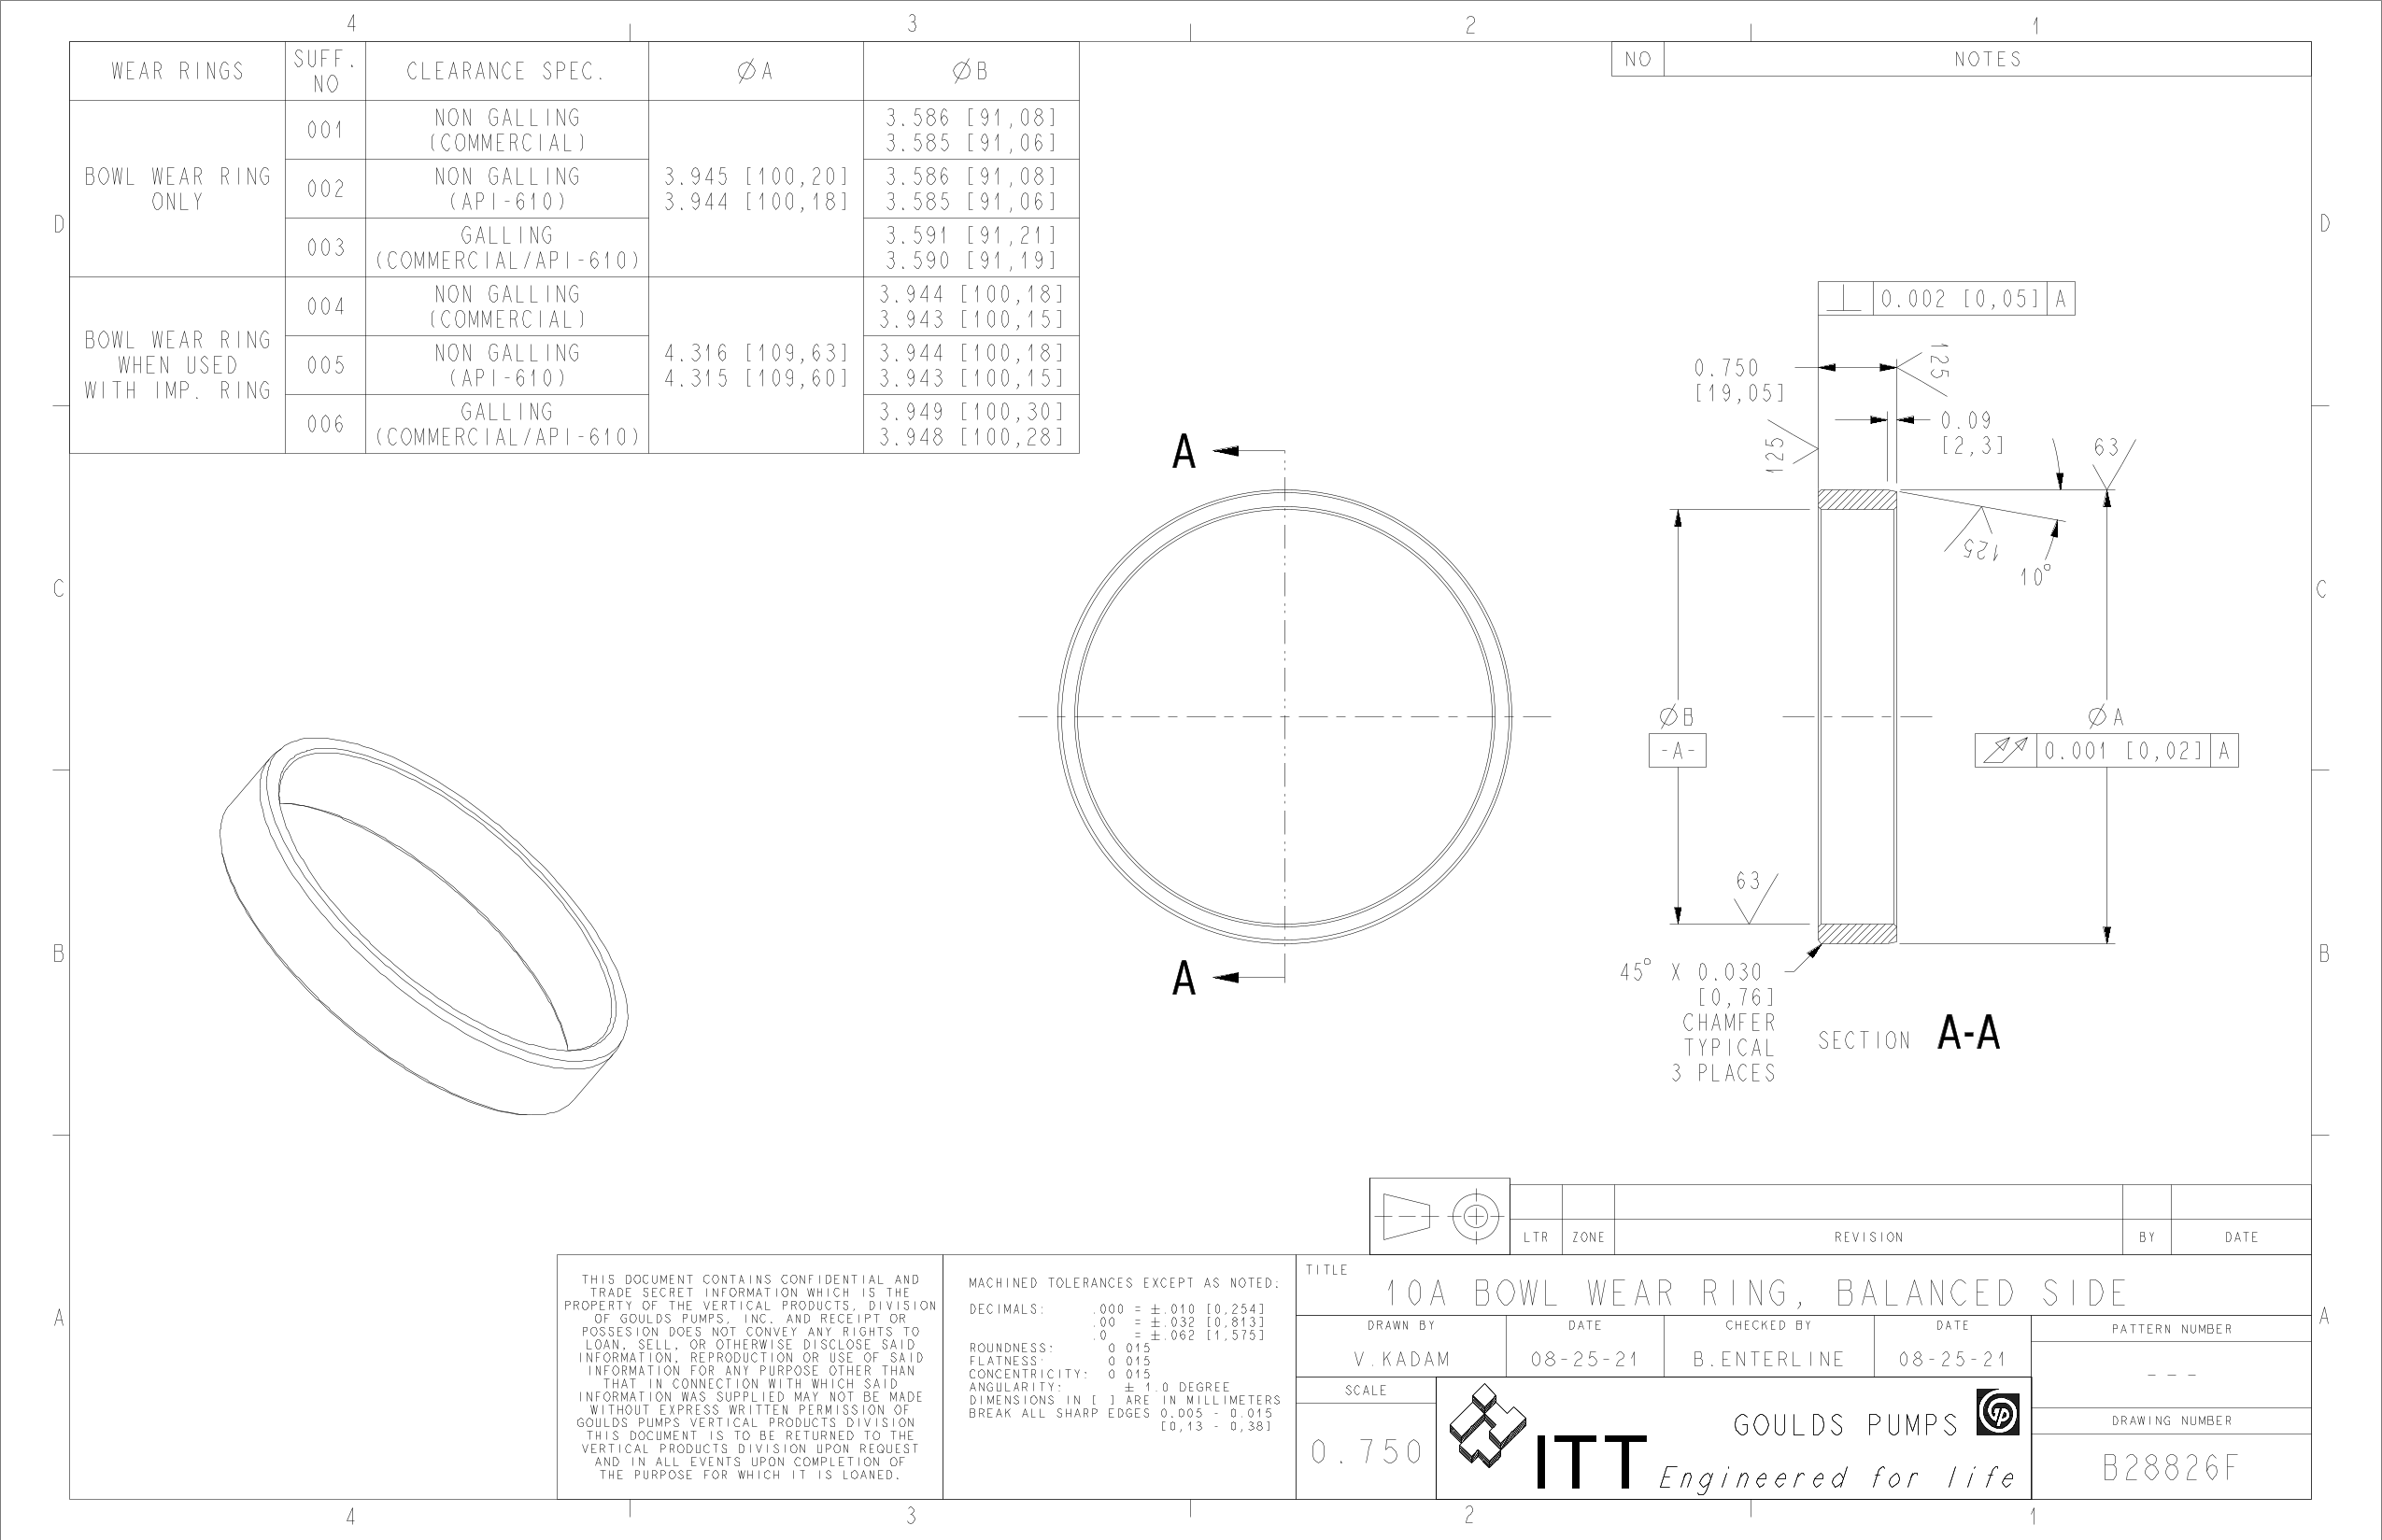 4 3 2 1
WEAR RINGS
SUFF.
NO
CLEARANCE SPEC.
ØA
ØB
BOWL WEAR RING
ONLY
001
NON GALLING
(COMMERCIAL)
3.945 [100,20]
3.944 [100,18]
3.586 [91,08]
3.585 [91,06]
002
NON GALLING
(API-610)
3.586 [91,08]
3.585 [91,06]
003
GALLING
(COMMERCIAL/API-610)
3.591 [91,21]
3.590 [91,19]
BOWL WEAR RING
WHEN USED
WITH IMP. RING
004
NON GALLING
(COMMERCIAL)
4.316 [109,63]
4.315 [109,60]
3.944 [100,18]
3.943 [100,15]
005
NON GALLING
(API-610)
3.944 [100,18]
3.943 [100,15]
006
GALLING
(COMMERCIAL/API-610)
3.949 [100,30]
3.948 [100,28]
NO NOTES
D D
C C
B B
A A
A
A
0.002 [0,05] A
0.750
[19,05]
125
0.09
[2,3]
125
63
125
10°
ØB
-A-
ØA
0.001 [0,02] A
63
45° X 0.030
[0,76]
CHAMFER
TYPICAL
3 PLACES
SECTION A-A
LTR ZONE REVISION BY DATE
THIS DOCUMENT CONTAINS CONFIDENTIAL AND
TRADE SECRET INFORMATION WHICH IS THE
PROPERTY OF THE VERTICAL PRODUCTS, DIVISION
OF GOULDS PUMPS, INC. AND RECEIPT OR
POSSESION DOES NOT CONVEY ANY RIGHTS TO
LOAN, SELL, OR OTHERWISE DISCLOSE SAID
INFORMATION, REPRODUCTION OR USE OF SAID
INFORMATION FOR ANY PURPOSE OTHER THAN
THAT IN CONNECTION WITH WHICH SAID
INFORMATION WAS SUPPLIED MAY NOT BE MADE
WITHOUT EXPRESS WRITTEN PERMISSION OF
GOULDS PUMPS VERTICAL PRODUCTS DIVISION
THIS DOCUMENT IS TO BE RETURNED TO THE
VERTICAL PRODUCTS DIVISION UPON REQUEST
AND IN ALL EVENTS UPON COMPLETION OF
THE PURPOSE FOR WHICH IT IS LOANED.
MACHINED TOLERANCES EXCEPT AS NOTED:
DECIMALS: .000 = ±.010 [0,254]
.00 = ±.032 [0,813]
.0 = ±.062 [1,575]
ROUNDNESS: 0 015
FLATNESS: 0 015
CONCENTRICITY: 0 015
ANGULARITY: ± 1.0 DEGREE
DIMENSIONS IN [ ] ARE IN MILLIMETERS
BREAK ALL SHARP EDGES 0.005 - 0.015
[0,13 - 0,38]
TITLE
10A BOWL WEAR RING, BALANCED SIDE
DRAWN BY DATE CHECKED BY DATE
V.KADAM 08-25-21 B.ENTERLINE 08-25-21
PATTERN NUMBER
---
SCALE
0.750
ITT
GOULDS PUMPS
Engineered for life
DRAWING NUMBER
B28826F
4 3 2 1